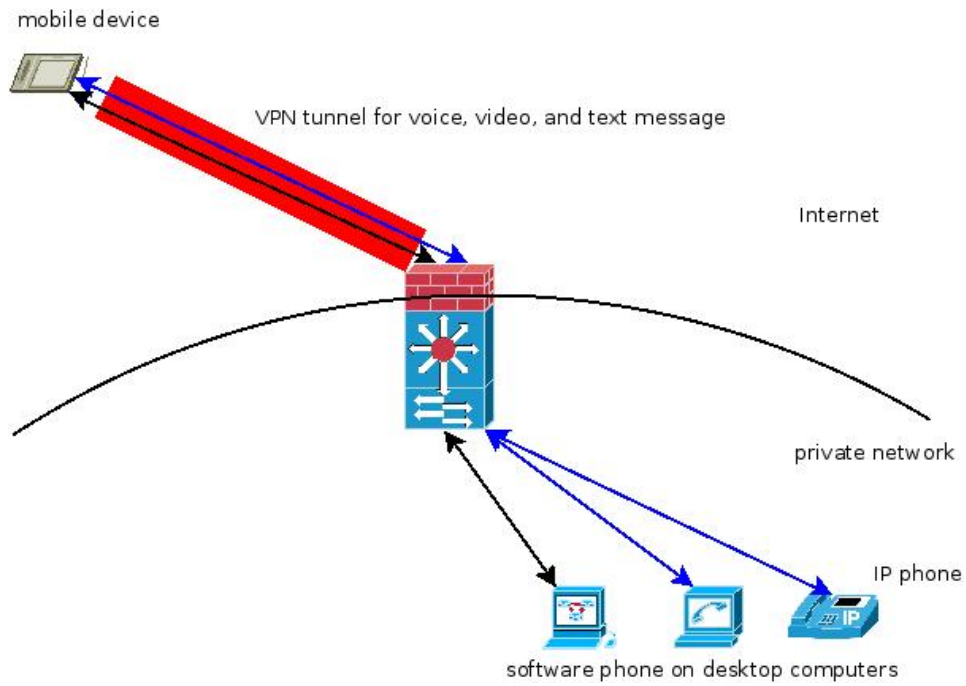 mobile device
VPN tunnel for voice, video, and text message
Internet
private network
IP phone
IP
software phone on desktop computers